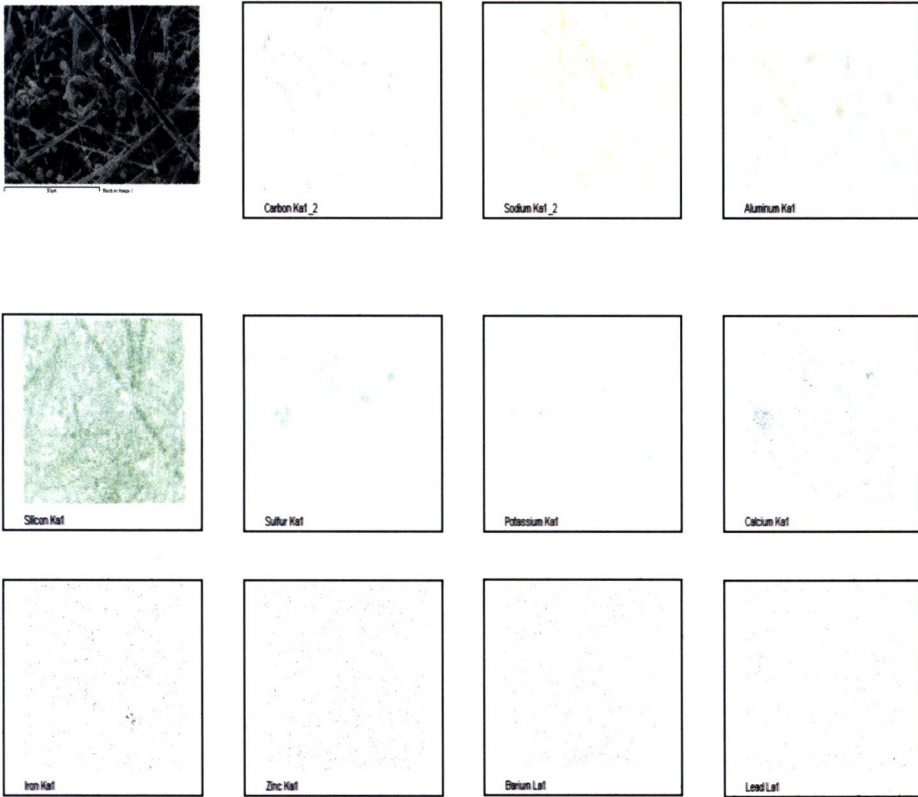 Carbon Ka1_2
Sodium Ka1_2
Aluminum Ka1
Silicon Ka1
Sulfur Ka1
Potassium Ka1
Calcium Ka1
Iron Ka1
Zinc Ka1
Barium La1
Lead La1